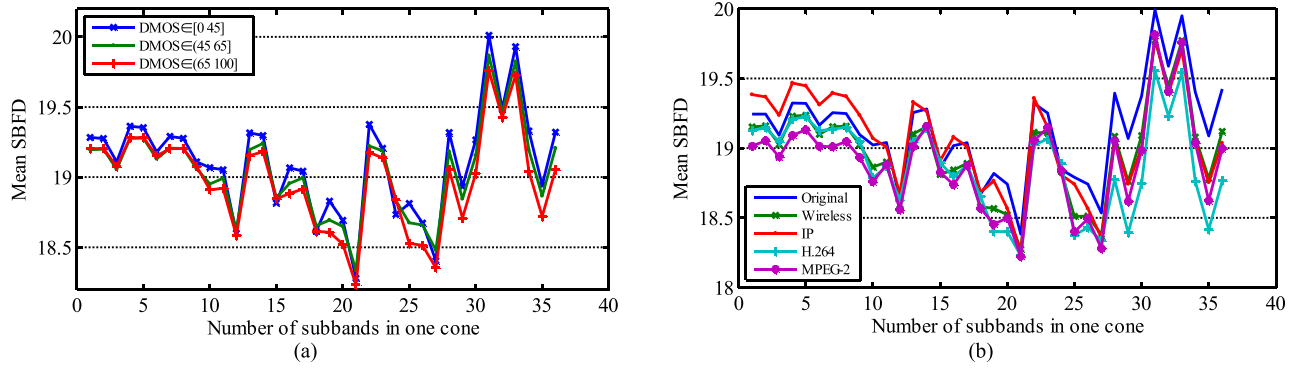 DMOS∈[0 45]
DMOS∈(45 65]
DMOS∈(65 100]
20
19.5
19
18.5
Mean SBFD
0 5 10 15 20 25 30 35 40
Number of subbands in one cone
(a)
20
19.5
19
18.5
18
Mean SBFD
Original
Wireless
IP
H.264
MPEG-2
0 5 10 15 20 25 30 35 40
Number of subbands in one cone
(b)